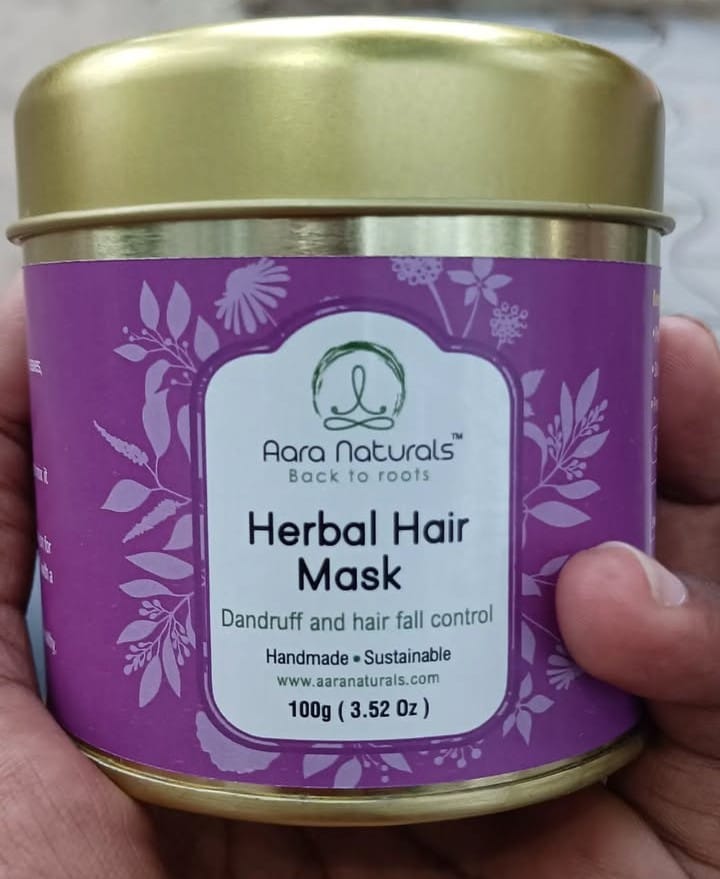 Aara Naturals™
Back to roots
Herbal Hair
Mask
Dandruff and hair fall control
Handmade • Sustainable
www.aaranaturals.com
100g ( 3.52 Oz )